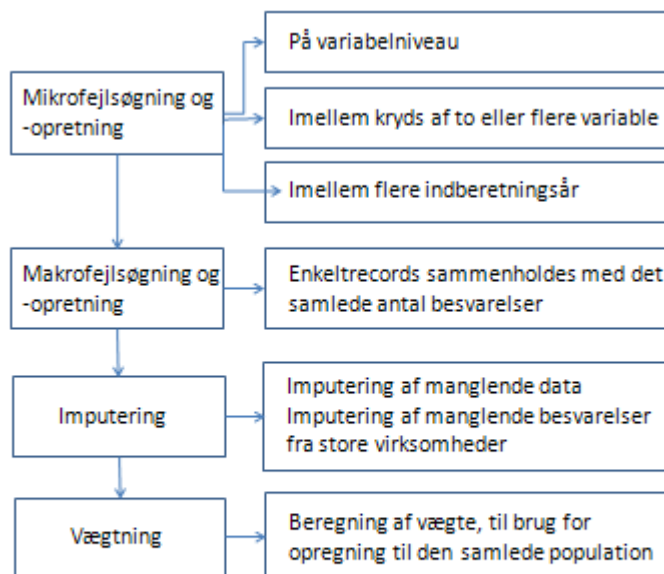 Mikrofejlsøgning og
-opretning
På variabelniveau
Imellem kryds af to eller flere variable
Imellem flere indberetningsår
Makrofejlsøgning og
-opretning
Enkeltrecords sammenholdes med det
samlede antal besvarelser
Imputering
Imputering af manglende data
Imputering af manglende besvarelser
fra store virksomheder
Vægtning
Beregning af vægte, til brug for
opregning til den samlede population